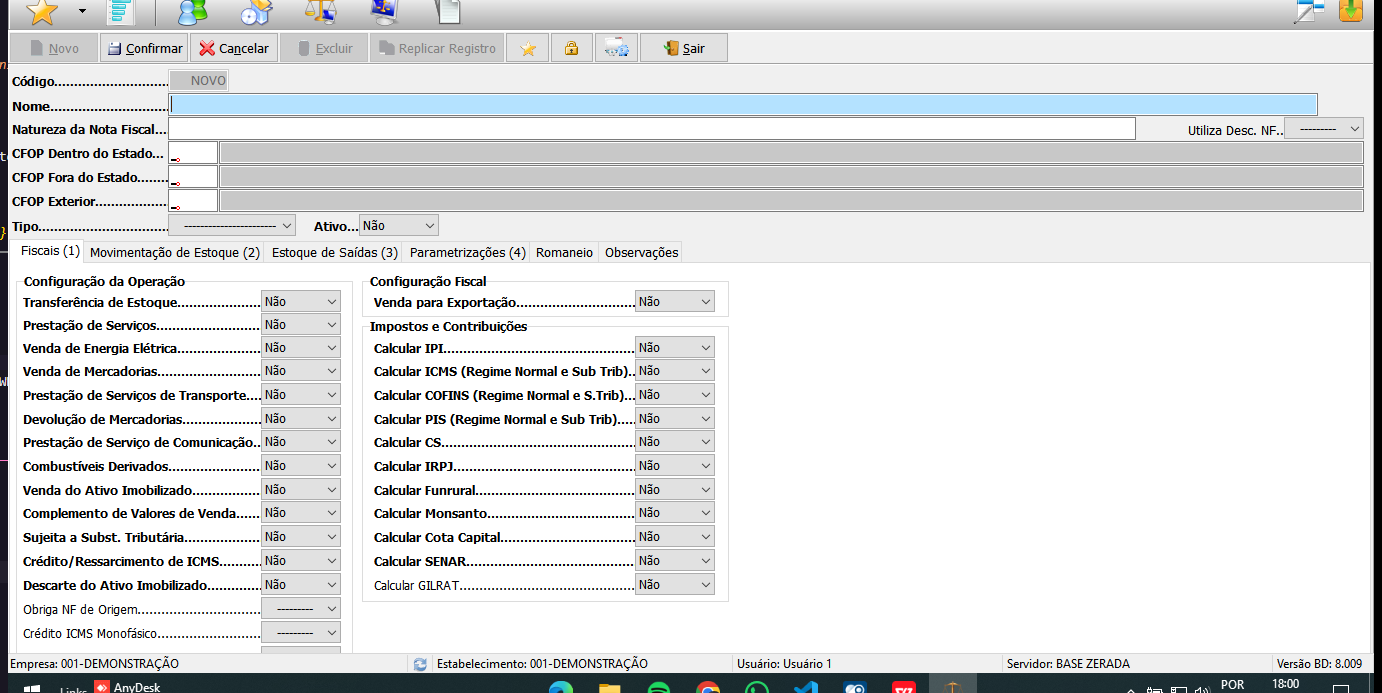 Novo Confirmar Cancelar Excluir Replicar Registro Sair
Código............................ NOVO
Nome.............................
Natureza da Nota Fiscal... Utiliza Desc. NF.. ---------
CFOP Dentro do Estado...
CFOP Fora do Estado........
CFOP Exterior..................
Tipo................................ ----------------------- Ativo... Não
Fiscais (1) Movimentação de Estoque (2) Estoque de Saídas (3) Parametrizações (4) Romaneio Observações
Configuração da Operação
Transferência de Estoque.................... Não
Prestação de Serviços......................... Não
Venda de Energia Elétrica.................... Não
Venda de Mercadorias......................... Não
Prestação de Serviços de Transporte.... Não
Devolução de Mercadorias................... Não
Prestação de Serviço de Comunicação.. Não
Combustíveis Derivados...................... Não
Venda do Ativo Imobilizado................. Não
Complemento de Valores de Venda...... Não
Sujeita a Subst. Tributária................... Não
Crédito/Ressarcimento de ICMS.......... Não
Descarte do Ativo Imobilizado............. Não
Obriga NF de Origem............................... ---------
Crédito ICMS Monofásico......................... ---------
Configuração Fiscal
Venda para Exportação............................. Não
Impostos e Contribuições
Calcular IPI.............................................. Não
Calcular ICMS (Regime Normal e Sub Trib).. Não
Calcular COFINS (Regime Normal e S.Trib)... Não
Calcular PIS (Regime Normal e Sub Trib)..... Não
Calcular CS............................................... Não
Calcular IRPJ............................................ Não
Calcular Funrural...................................... Não
Calcular Monsanto.................................... Não
Calcular Cota Capital................................. Não
Calcular SENAR......................................... Não
Calcular GILRAT........................................... Não
Empresa: 001-DEMONSTRAÇÃO Estabelecimento: 001-DEMONSTRAÇÃO Usuário: Usuário 1 Servidor: BASE ZERADA Versão BD: 8.009
Links AnyDesk POR 18:00